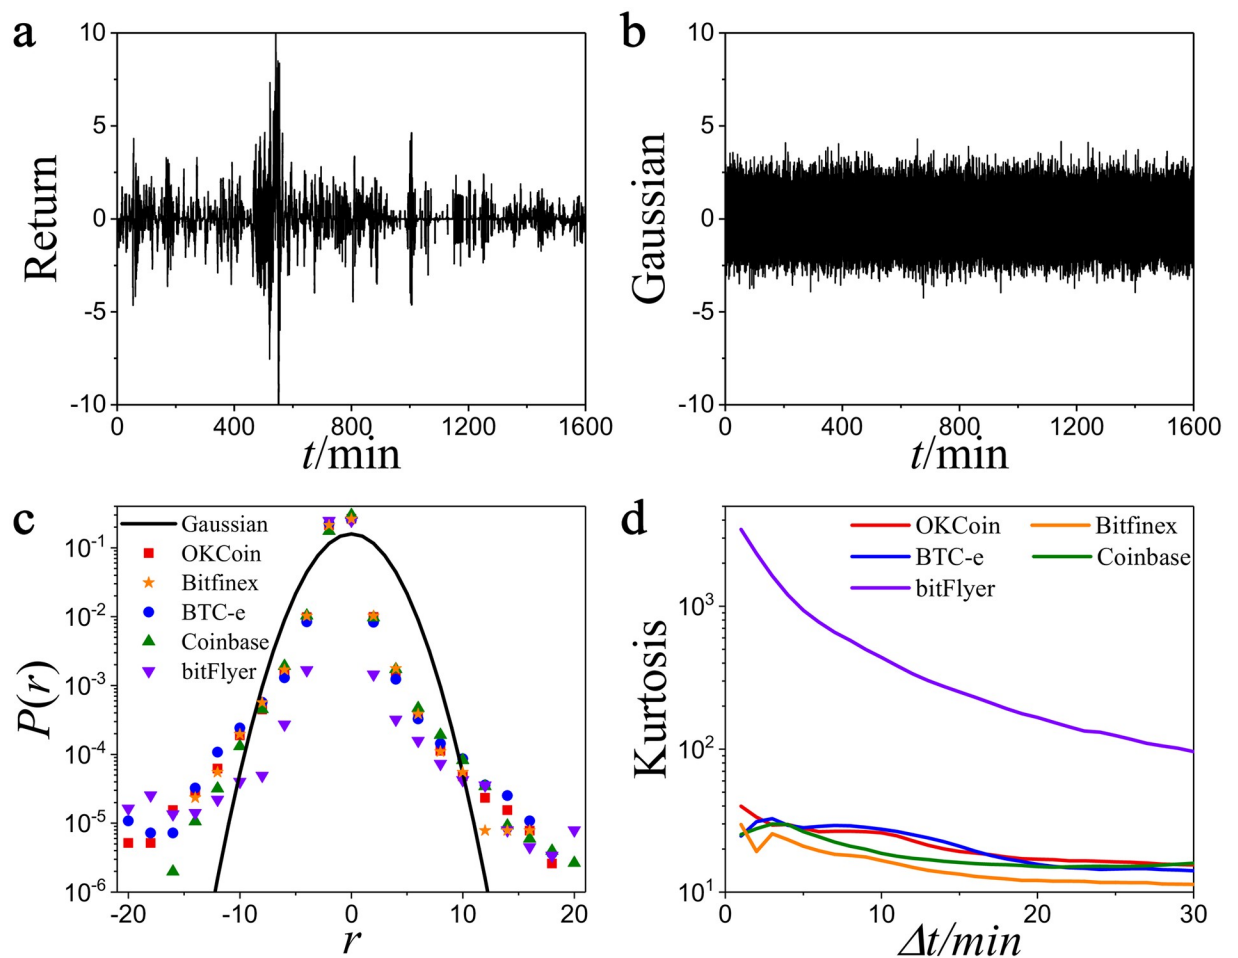 a
10
5
0
-5
-10
Return
0 400 800 1200 1600
t/min
b
10
5
0
-5
-10
Gaussian
0 400 800 1200 1600
t/min
c
Gaussian
OKCoin
Bitfinex
BTC-e
Coinbase
bitFlyer
10⁻¹
10⁻²
10⁻³
10⁻⁴
10⁻⁵
10⁻⁶
P(r)
-20 -10 0 10 20
r
d
OKCoin Bitfinex
BTC-e Coinbase
bitFlyer
10³
10²
10¹
Kurtosis
0 10 20 30
Δt/min